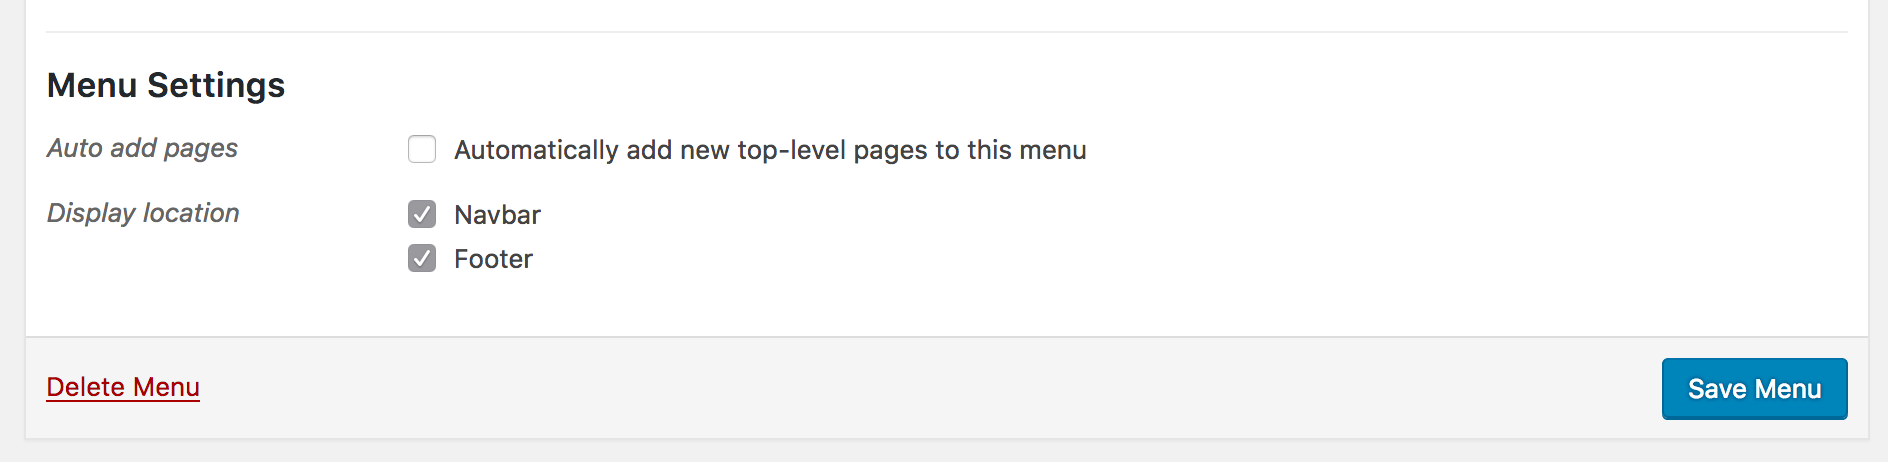 Menu Settings
Auto add pages
Automatically add new top-level pages to this menu
Display location
Navbar
Footer
Delete Menu
Save Menu